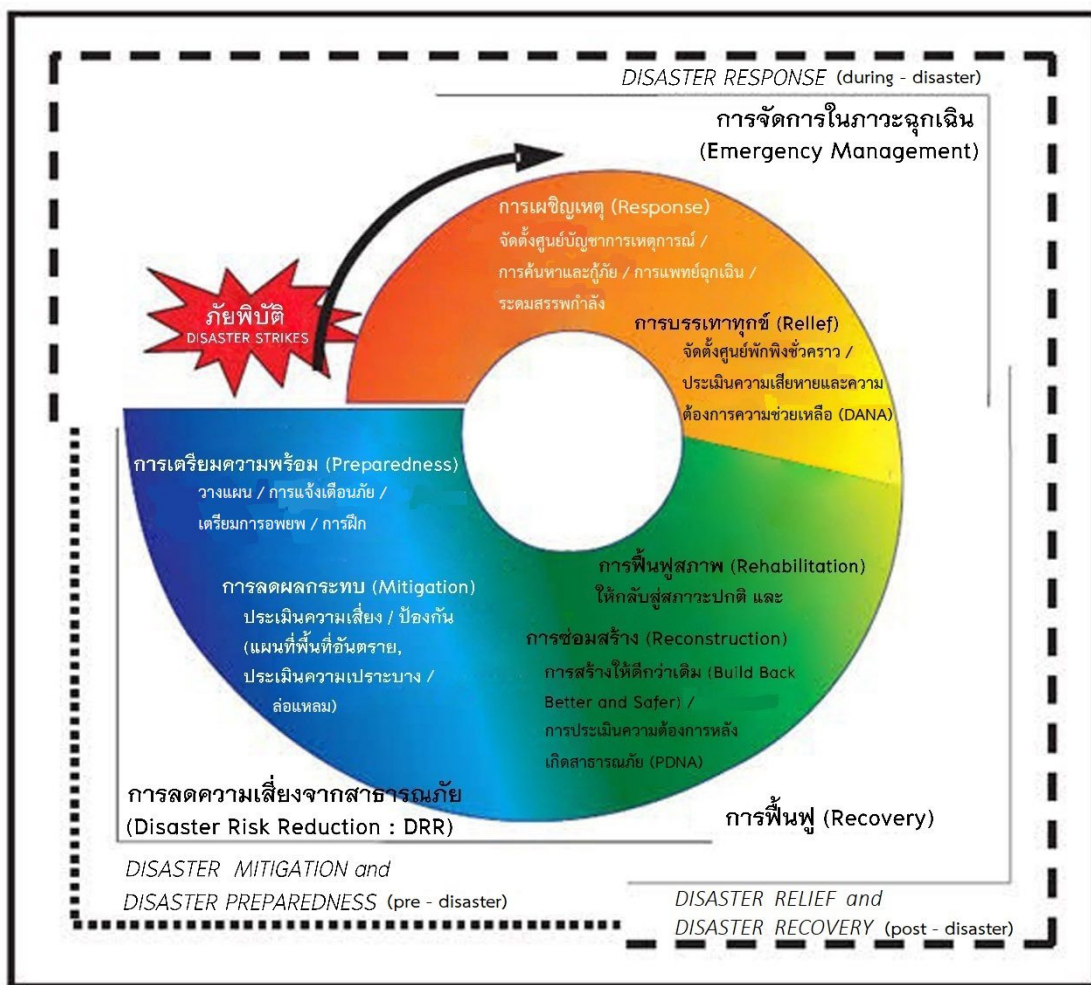 DISASTER RESPONSE (during - disaster)
การจัดการในภาวะฉุกเฉิน
(Emergency Management)
การเผชิญเหตุ (Response)
จัดตั้งศูนย์บัญชาการเหตุการณ์ /
การค้นหาและกู้ภัย / การแพทย์ฉุกเฉิน /
ระดมสรรพกำลัง
ภัยพิบัติ
DISASTER STRIKES
การบรรเทาทุกข์ (Rellef)
จัดตั้งศูนย์พักพิงชั่วคราว /
ประเมินความเสียหายและความ
ต้องการความช่วยเหลือ (DANA)
การเตรียมความพร้อม (Preparedness)
วางแผน / การแจ้งเตือนภัย /
เตรียมการอพยพ / การฝึก
การลดผลกระทบ (Mitigation)
ประเมินความเสี่ยง / ป้องกัน
(แผนที่พื้นที่อันตราย,
ประเมินความเปราะบาง /
ล่อแหลม)
การฟื้นฟูสภาพ (Rehabilitation)
ให้กลับสู่สภาวะปกติ และ
การซ่อมสร้าง (Reconstruction)
การสร้างให้ดีกว่าเดิม (Build Back
Better and Safer) /
การประเมินความต้องการหลัง
เกิดสาธารณภัย (PDNA)
การลดความเสี่ยงจากสาธารณภัย
(Disaster Risk Reduction : DRR)
การฟื้นฟู (Recovery)
DISASTER MITIGATION and
DISASTER PREPAREDNESS (pre - disaster)
DISASTER RELIEF and
DISASTER RECOVERY (post - disaster)